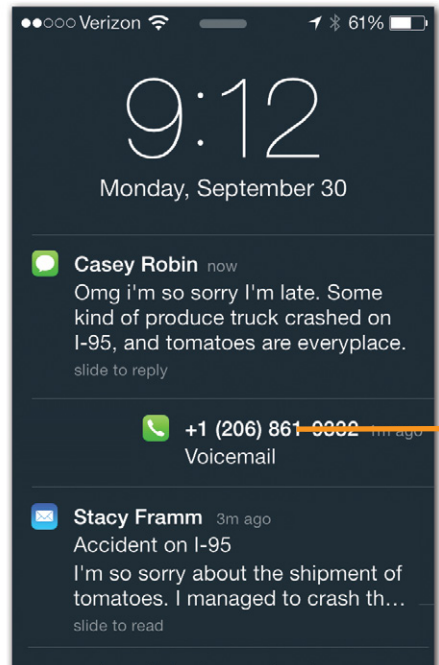 Verizon 61%
9:12
Monday, September 30
Casey Robin now
Omg i'm so sorry I'm late. Some
kind of produce truck crashed on
I-95, and tomatoes are everyplace.
slide to reply
+1 (206) 861- 1m ago
Voicemail
Stacy Framm 3m ago
Accident on I-95
I'm so sorry about the shipment of
tomatoes. I managed to crash th…
slide to read